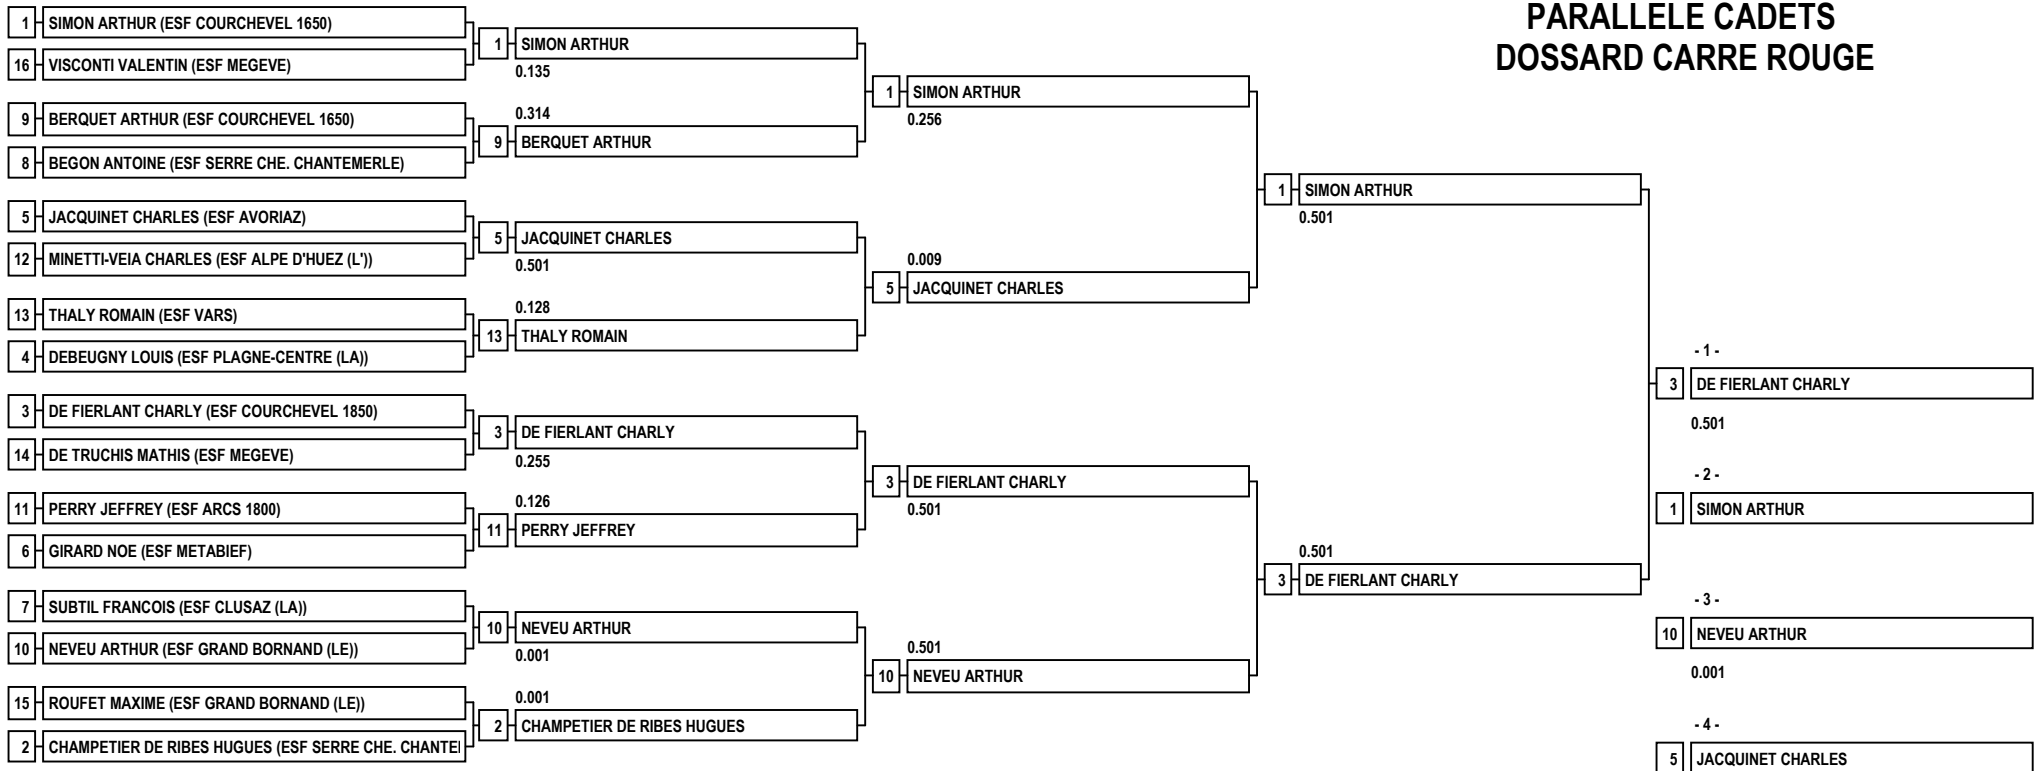 PARALLELE CADETS
DOSSARD CARRE ROUGE
1 SIMON ARTHUR (ESF COURCHEVEL 1650)
16 VISCONTI VALENTIN (ESF MEGEVE)
9 BERQUET ARTHUR (ESF COURCHEVEL 1650)
8 BEGON ANTOINE (ESF SERRE CHE. CHANTEMERLE)
5 JACQUINET CHARLES (ESF AVORIAZ)
12 MINETTI-VEIA CHARLES (ESF ALPE D'HUEZ (L'))
13 THALY ROMAIN (ESF VARS)
4 DEBEUGNY LOUIS (ESF PLAGNE-CENTRE (LA))
3 DE FIERLANT CHARLY (ESF COURCHEVEL 1850)
14 DE TRUCHIS MATHIS (ESF MEGEVE)
11 PERRY JEFFREY (ESF ARCS 1800)
6 GIRARD NOE (ESF METABIEF)
7 SUBTIL FRANCOIS (ESF CLUSAZ (LA))
10 NEVEU ARTHUR (ESF GRAND BORNAND (LE))
15 ROUFET MAXIME (ESF GRAND BORNAND (LE))
2 CHAMPETIER DE RIBES HUGUES (ESF SERRE CHE. CHANTE
1 SIMON ARTHUR
0.135
0.314
9 BERQUET ARTHUR
5 JACQUINET CHARLES
0.501
0.128
13 THALY ROMAIN
3 DE FIERLANT CHARLY
0.255
0.126
11 PERRY JEFFREY
10 NEVEU ARTHUR
0.001
0.001
2 CHAMPETIER DE RIBES HUGUES
1 SIMON ARTHUR
0.256
0.009
5 JACQUINET CHARLES
3 DE FIERLANT CHARLY
0.501
0.501
10 NEVEU ARTHUR
1 SIMON ARTHUR
0.501
0.501
3 DE FIERLANT CHARLY
- 1 -
3 DE FIERLANT CHARLY
0.501
- 2 -
1 SIMON ARTHUR
- 3 -
10 NEVEU ARTHUR
0.001
- 4 -
5 JACQUINET CHARLES